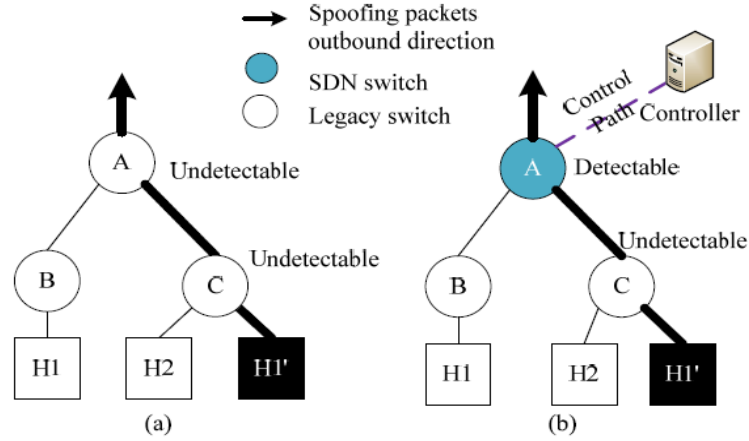 Spoofing packets
outbound direction
SDN switch
Legacy switch
Control
Path
Controller
A
Undetectable
B
Undetectable
C
H1
H2
H1'
(a)
A
Detectable
Undetectable
B
C
H1
H2
H1'
(b)